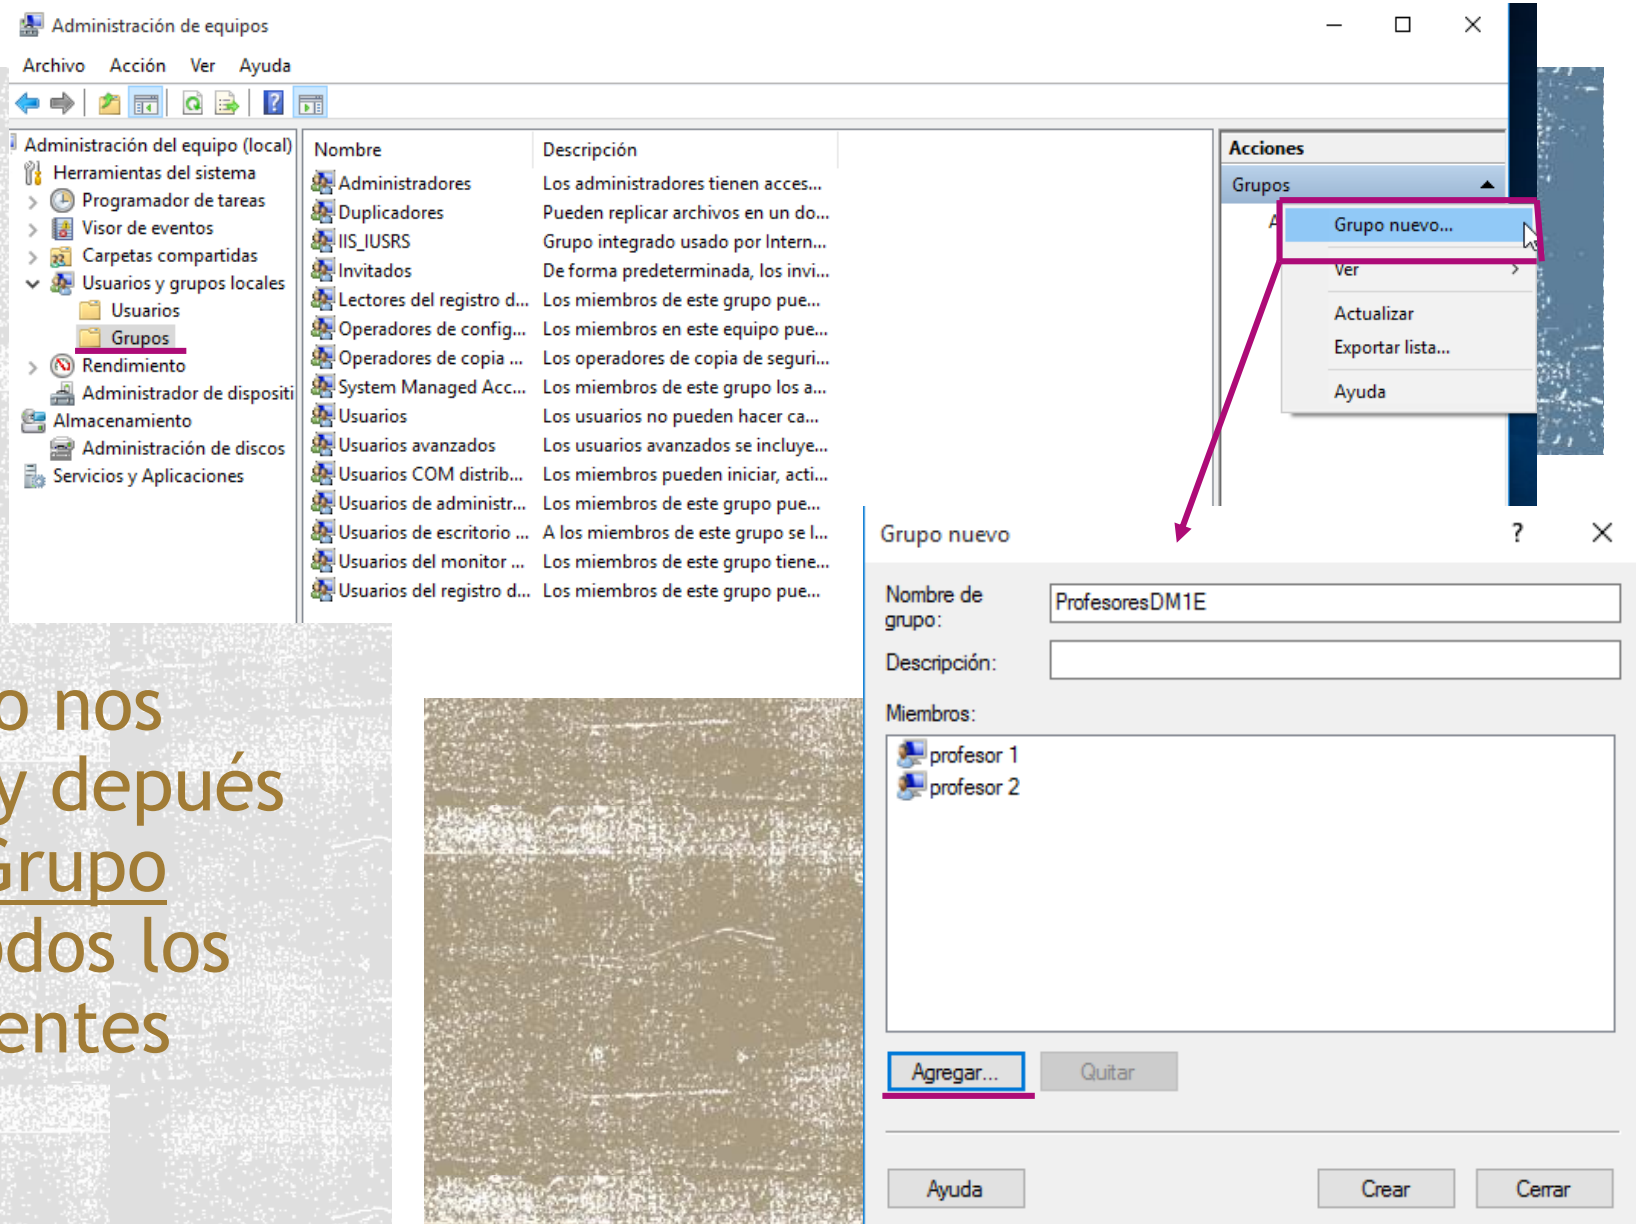 Administración de equipos
Archivo Acción Ver Ayuda
Administración del equipo (local)
Herramientas del sistema
Programador de tareas
Visor de eventos
Carpetas compartidas
Usuarios y grupos locales
Usuarios
Grupos
Rendimiento
Administrador de dispositi
Almacenamiento
Administración de discos
Servicios y Aplicaciones
Nombre Descripción
Administradores Los administradores tienen acces...
Duplicadores Pueden replicar archivos en un do...
IIS_IUSRS Grupo integrado usado por Intern...
Invitados De forma predeterminada, los invi...
Lectores del registro d... Los miembros de este grupo pue...
Operadores de config... Los miembros en este equipo pue...
Operadores de copia ... Los operadores de copia de seguri...
System Managed Acc... Los miembros de este grupo los a...
Usuarios Los usuarios no pueden hacer ca...
Usuarios avanzados Los usuarios avanzados se incluye...
Usuarios COM distrib... Los miembros pueden iniciar, acti...
Usuarios de administr... Los miembros de este grupo pue...
Usuarios de escritorio ... A los miembros de este grupo se l...
Usuarios del monitor ... Los miembros de este grupo tiene...
Usuarios del registro d... Los miembros de este grupo pue...
Acciones
Grupos
A
Grupo nuevo...
Ver
Actualizar
Exportar lista...
Ayuda
o nos
y depués
Grupo
odos los
entes
Grupo nuevo
Nombre de
grupo:
ProfesoresDM1E
Descripción:
Miembros:
profesor 1
profesor 2
Agregar... Quitar
Ayuda Crear Cerrar